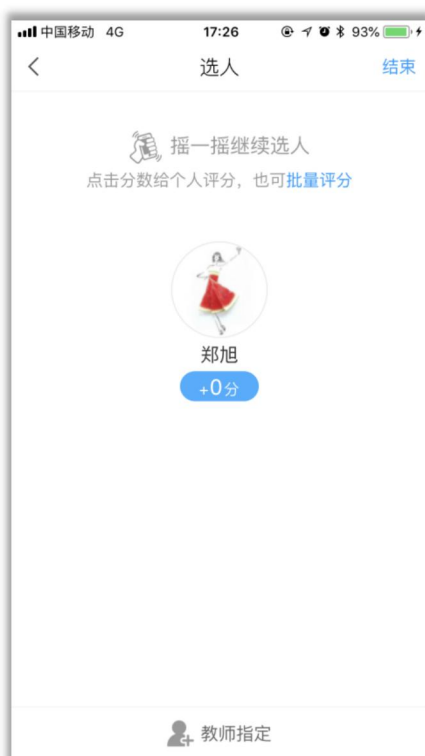 中国移动 4G 17:26 93%
选人 结束
摇一摇继续选人
点击分数给个人评分，也可批量评分
郑旭
+0分
教师指定